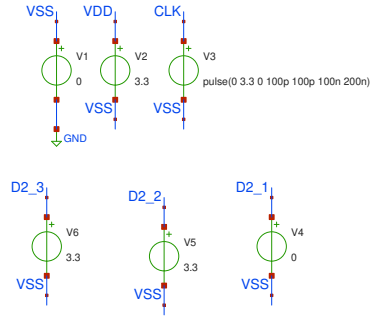 VSS VDD CLK
+ + +
V1 V2 V3
0 3.3 pulse(0 3.3 0 100p 100p 100n 200n)
VSS VSS
GND
D2_3 D2_2 D2_1
+ + +
V6 V5 V4
3.3 3.3 0
VSS VSS VSS